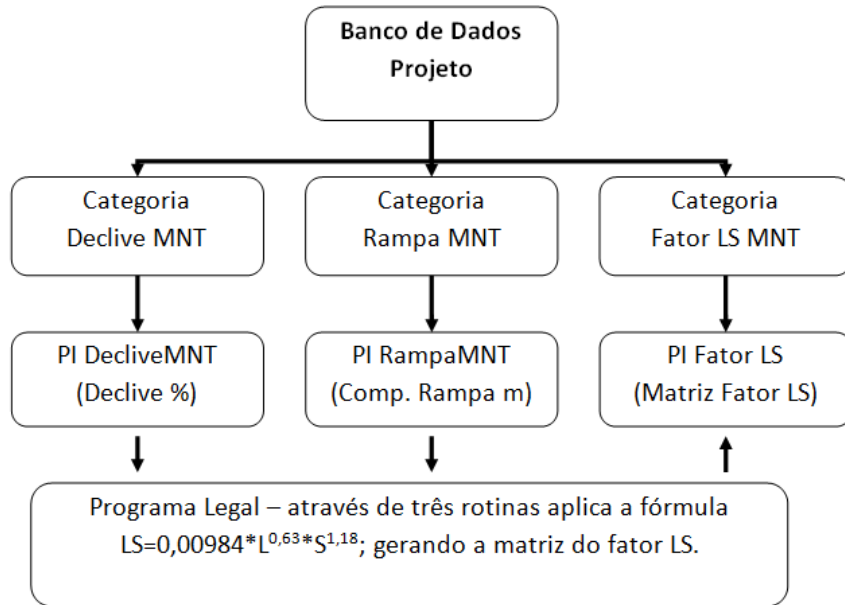 Banco de Dados
Projeto
Categoria
Declive MNT
Categoria
Rampa MNT
Categoria
Fator LS MNT
PI DecliveMNT
(Declive %)
PI RampaMNT
(Comp. Rampa m)
PI Fator LS
(Matriz Fator LS)
Programa Legal – através de três rotinas aplica a fórmula
LS=0,00984*L^0,63*S^1,18; gerando a matriz do fator LS.